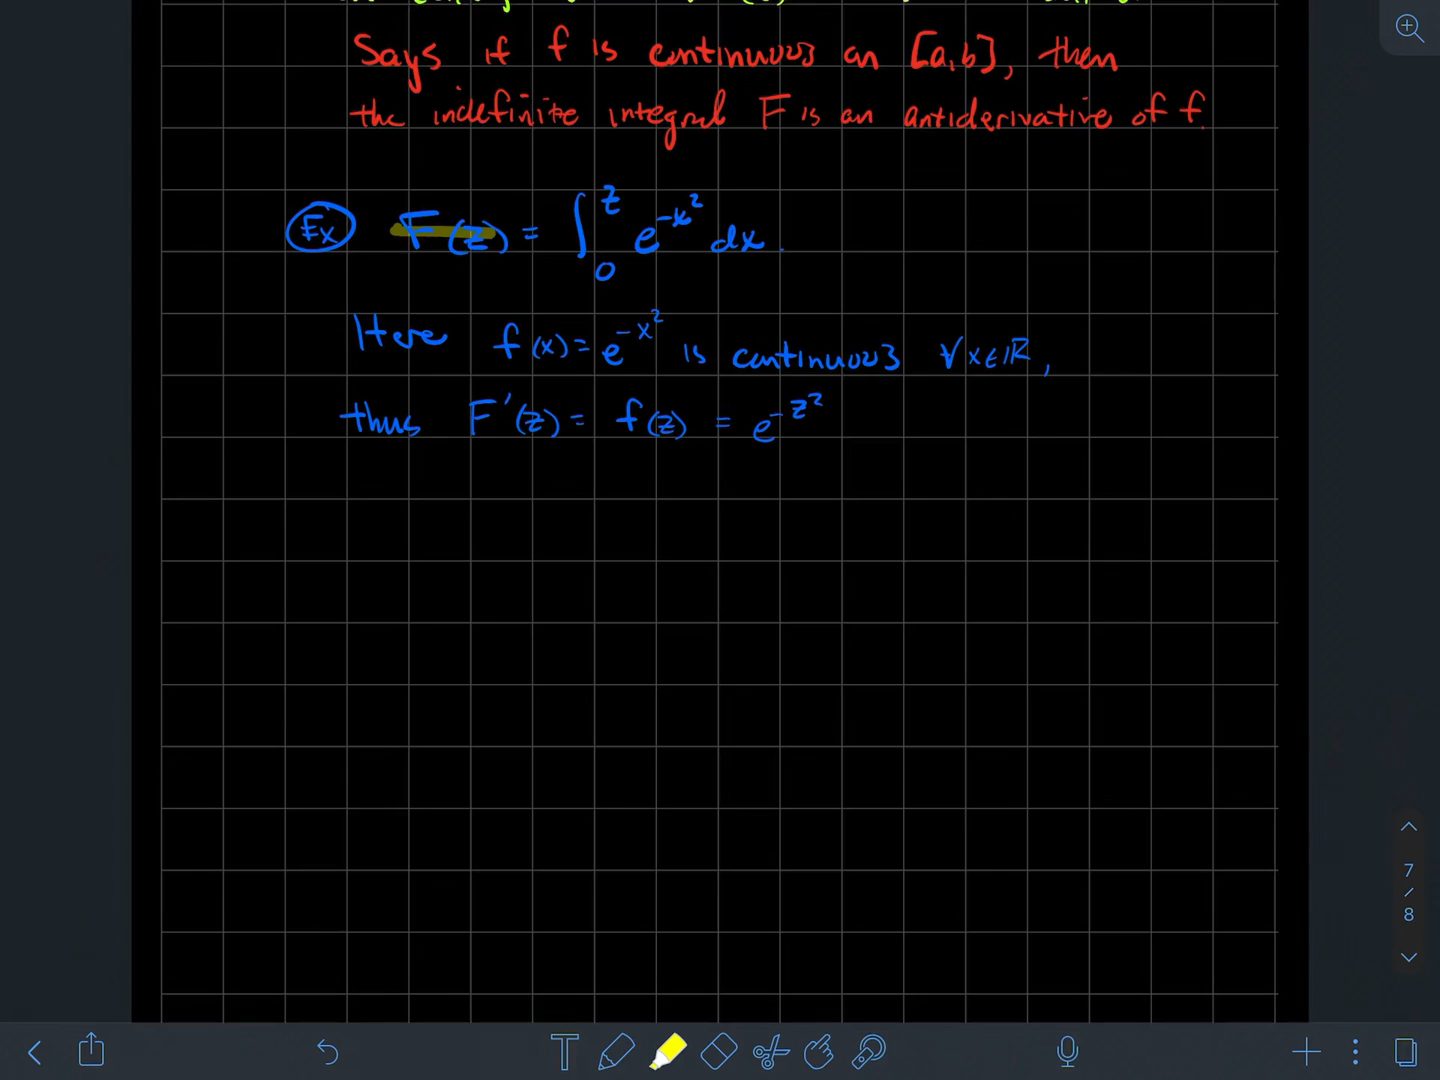 Says if f is continuous on [a,b], then
the indefinite integral F is an antiderivative of f.
Ex F(z) = ∫₀ᶻ e^{-x²} dx.
Here f(x) = e^{-x²} is continuous ∀x∈ℝ,
thus F'(z) = f(z) = e^{-z²}
7
/
8
T